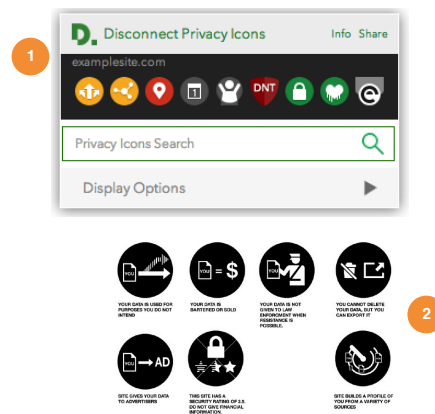 1
D. Disconnect Privacy Icons Info Share
examplesite.com
1 DNT
Privacy Icons Search
Display Options
YOU
YOU = $
YOU
YOUR DATA IS USED FOR
PURPOSES YOU DO NOT
INTEND
YOUR DATA IS
BARTERED OR SOLD
YOUR DATA IS NOT
GIVEN TO LAW
ENFORCMENT WHEN
RESISTANCE IS
POSSIBLE.
YOU CANNOT DELETE
YOUR DATA, BUT YOU
CAN EXPORT IT
2
YOU → AD
SITE GIVES YOUR DATA
TO ADVERTISERS
THIS SITE HAS A
SECURITY RATING OF 2.5
DO NOT GIVE FINANCIAL
INFORMATION.
SITE BUILDS A PROFILE OF
YOU FROM A VARIETY OF
SOURCES